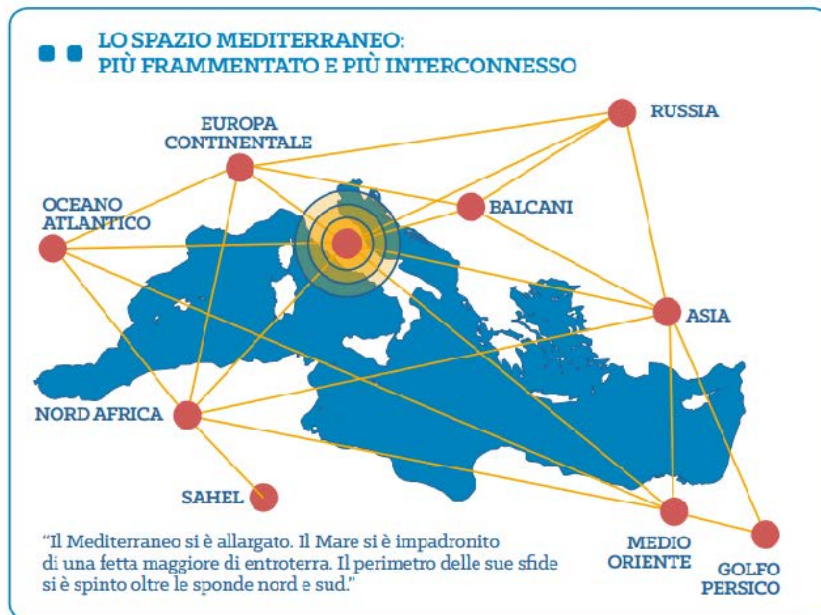 LO SPAZIO MEDITERRANEO:
PIÙ FRAMMENTATO E PIÙ INTERCONNESSO
RUSSIA
EUROPA
CONTINENTALE
OCEANO
ATLANTICO
BALCANI
ASIA
NORD AFRICA
SAHEL
MEDIO
ORIENTE
GOLFO
PERSICO
“Il Mediterraneo si è allargato. Il Mare si è impadronito
di una fetta maggiore di entroterra. Il perimetro delle sue sfide
si è spinto oltre le sponde nord e sud.”